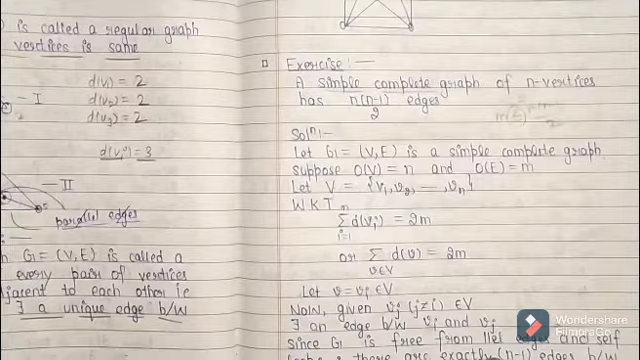 is called a regular graph
vertices is same
d(v₁) = 2
— I
d(v₂) = 2
d(v₃) = 2
d(vᵢ) = 3
— II
parallel edges
G = (V, E) is called a
every pair of vertices
adjacent to each other ie
∃ a unique edge b/w
Exercise :—
A simple complete graph of n-vertices
has n(n-1)/2 edges
Solⁿ:—
Let G = (V, E) is a simple complete graph.
suppose O(V) = n and O(E) = m
Let V = {v₁, v₂, —, vₙ}
WKT
n
∑ d(vᵢ) = 2m
i=1
or ∑ d(v) = 2m
v∈V
Let v = vᵢ ∈ V
Now, given vⱼ (j≠i) ∈ V
∃ an edge b/w vᵢ and vⱼ
since G is free from llel edges and self
there are exactly (n-1) edges b/w
Wondershare
Filmora Go